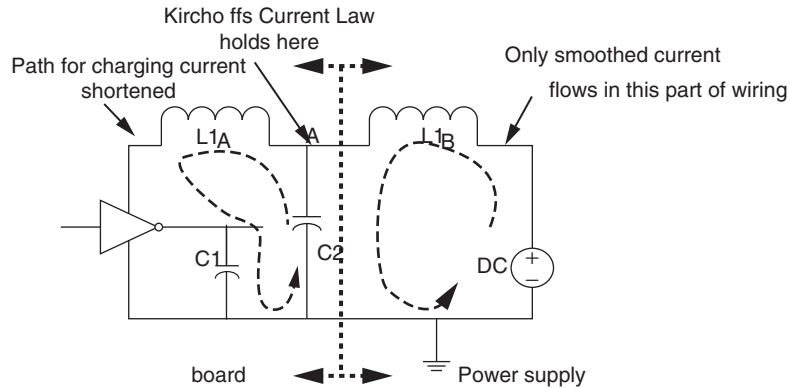 Kircho ffs Current Law
holds here
Path for charging current
shortened
Only smoothed current
flows in this part of wiring
L1A
A
L1B
C1
C2
DC
+
−
board
Power supply